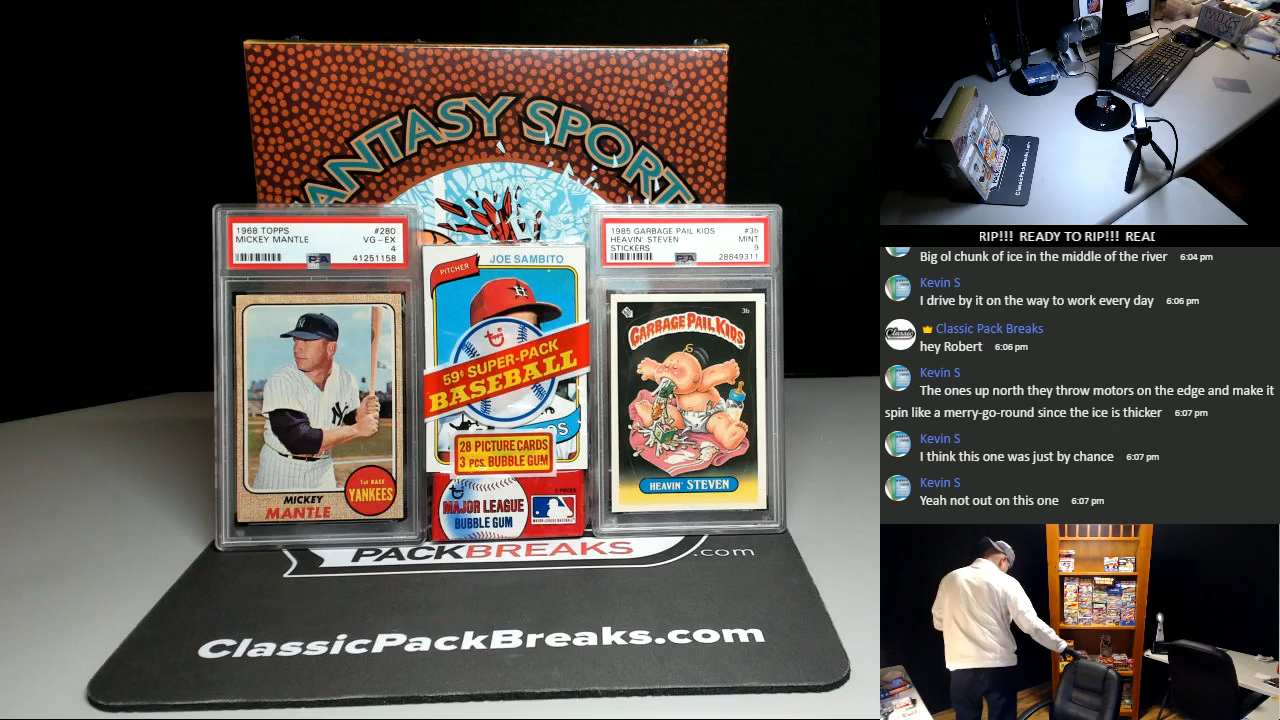 FANTASY SPORT
1968 TOPPS #280
MICKEY MANTLE VG-EX
4
PSA 41251158
JOE SAMBITO
PITCHER
H
59¢ SUPER-PACK
BASEBALL
OS
28 PICTURE CARDS
3 PCS. BUBBLE GUM
MAJOR LEAGUE
BUBBLE GUM
1985 GARBAGE PAIL KIDS #3b
HEAVIN' STEVEN MINT
STICKERS 9
PSA 28849311
3b
GARBAGE PAIL KIDS
HEAVIN' STEVEN
MICKEY
MANTLE
1st BASE
YANKEES
PACKBREAKS.com
ClassicPackBreaks.com
RIP!!! READY TO RIP!!! READ
Big ol chunk of ice in the middle of the river 6:04 pm
Kevin S
I drive by it on the way to work every day 6:06 pm
Classic Pack Breaks
hey Robert 6:06 pm
Kevin S
The ones up north they throw motors on the edge and make it
spin like a merry-go-round since the ice is thicker 6:07 pm
Kevin S
I think this one was just by chance 6:07 pm
Kevin S
Yeah not out on this one 6:07 pm